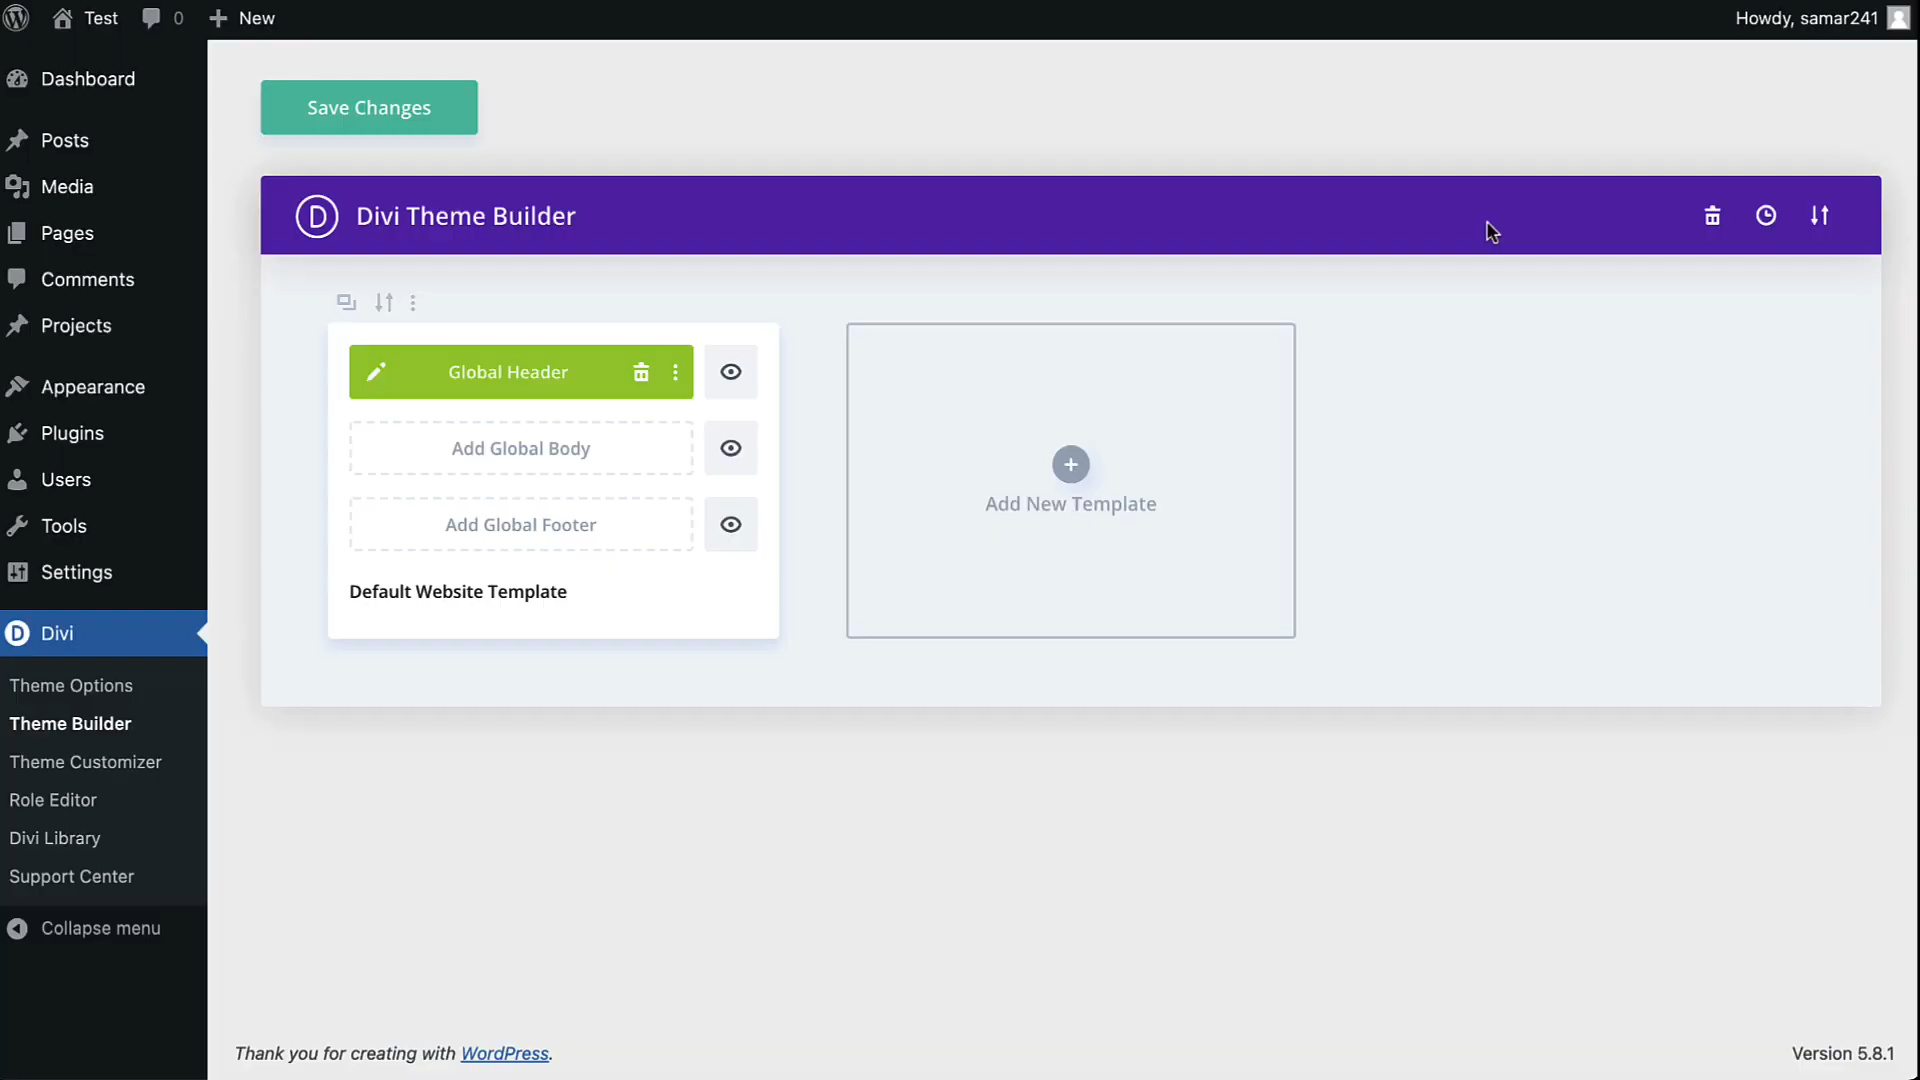 Test
0
New
Howdy, samar241
Dashboard
Posts
Media
Pages
Comments
Projects
Appearance
Plugins
Users
Tools
Settings
D Divi
Theme Options
Theme Builder
Theme Customizer
Role Editor
Divi Library
Support Center
Collapse menu
Save Changes
D Divi Theme Builder
Global Header
Add Global Body
Add Global Footer
Default Website Template
Add New Template
Thank you for creating with WordPress.
Version 5.8.1